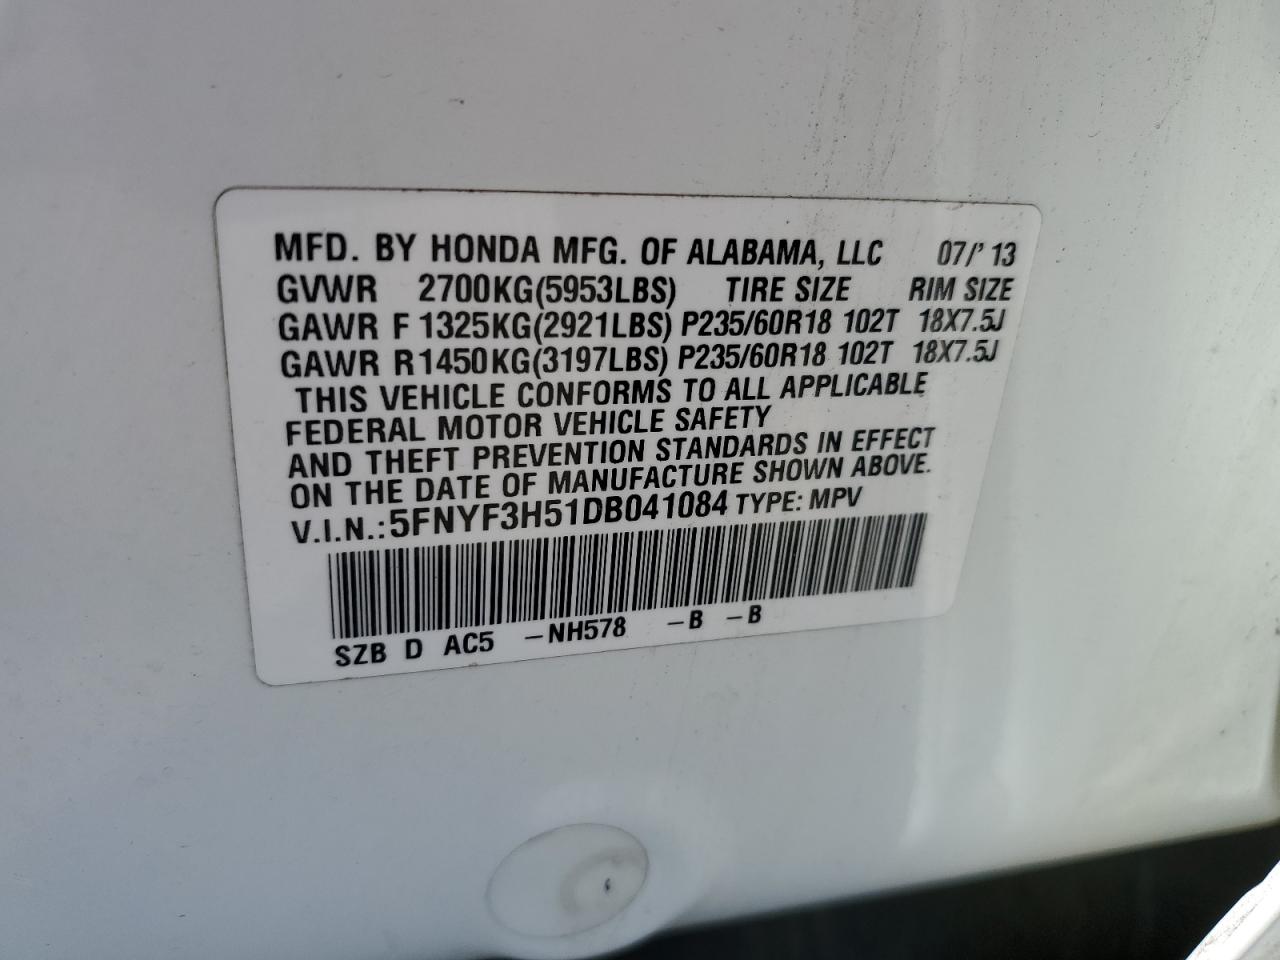 MFD. BY HONDA MFG. OF ALABAMA, LLC 07/' 13
GVWR 2700KG(5953LBS) TIRE SIZE RIM SIZE
GAWR F 1325KG(2921LBS) P235/60R18 102T 18X7.5J
GAWR R 1450KG(3197LBS) P235/60R18 102T 18X7.5J
THIS VEHICLE CONFORMS TO ALL APPLICABLE
FEDERAL MOTOR VEHICLE SAFETY
AND THEFT PREVENTION STANDARDS IN EFFECT
ON THE DATE OF MANUFACTURE SHOWN ABOVE.
V.I.N.: 5FNYF3H51DB041084 TYPE: MPV
SZB D AC5 -NH578 -B -B